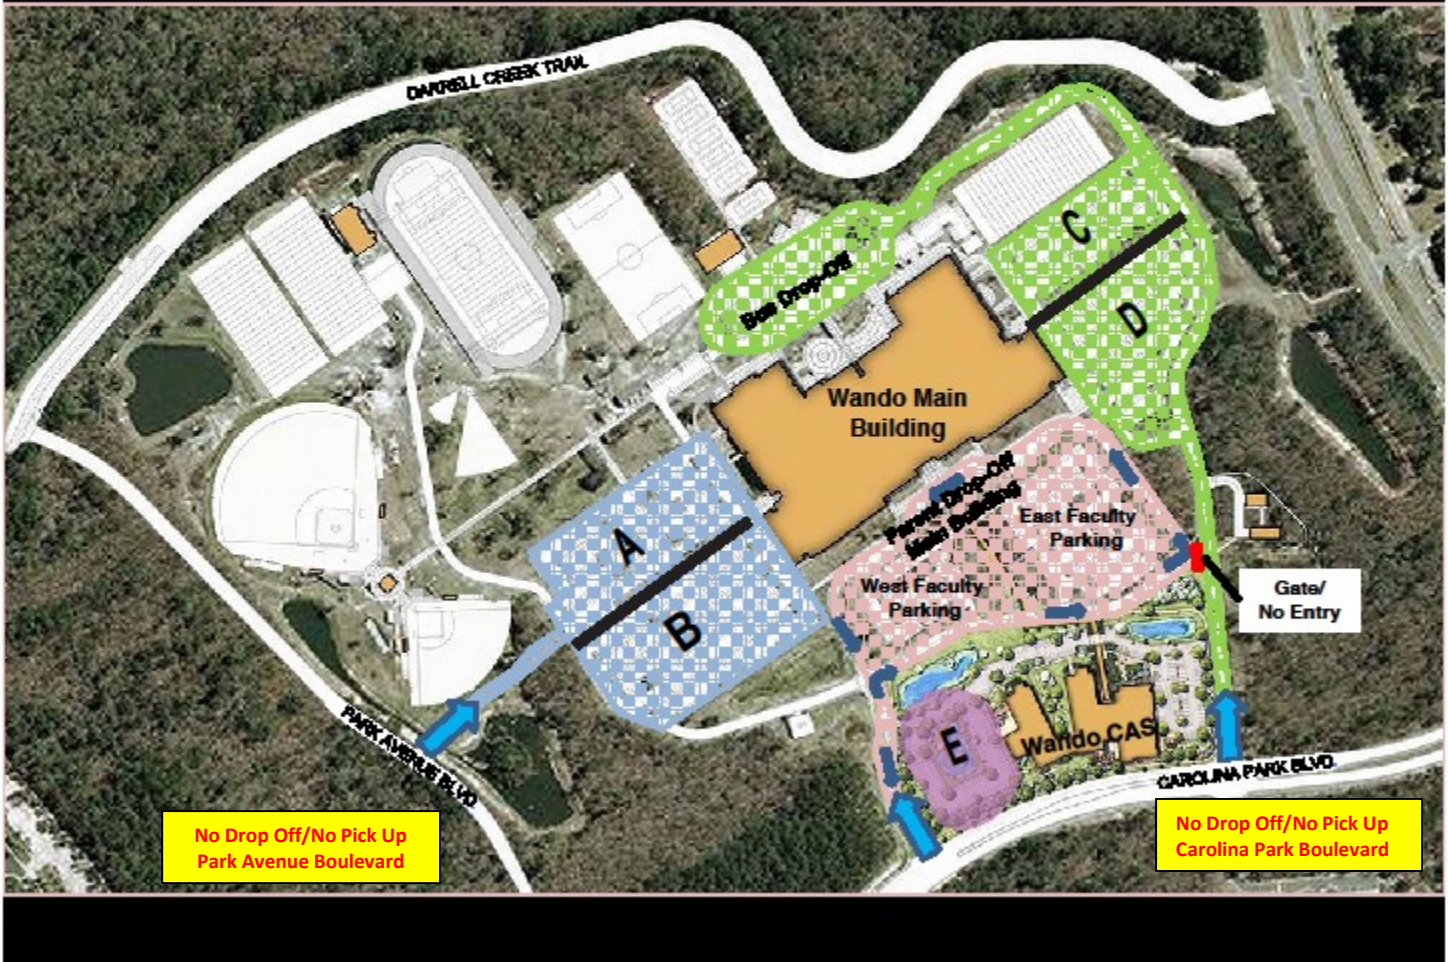 DARRELL CREEK TRAIL
C
D
Bus Drop-Off
Wando Main
Building
Parent Drop-Off
Main Building
East Faculty
Parking
A
B
West Faculty
Parking
Gate/
No Entry
E
Wando CAS
PARK AVENUE BLVD
CAROLINA PARK BLVD.
No Drop Off/No Pick Up
Park Avenue Boulevard
No Drop Off/No Pick Up
Carolina Park Boulevard